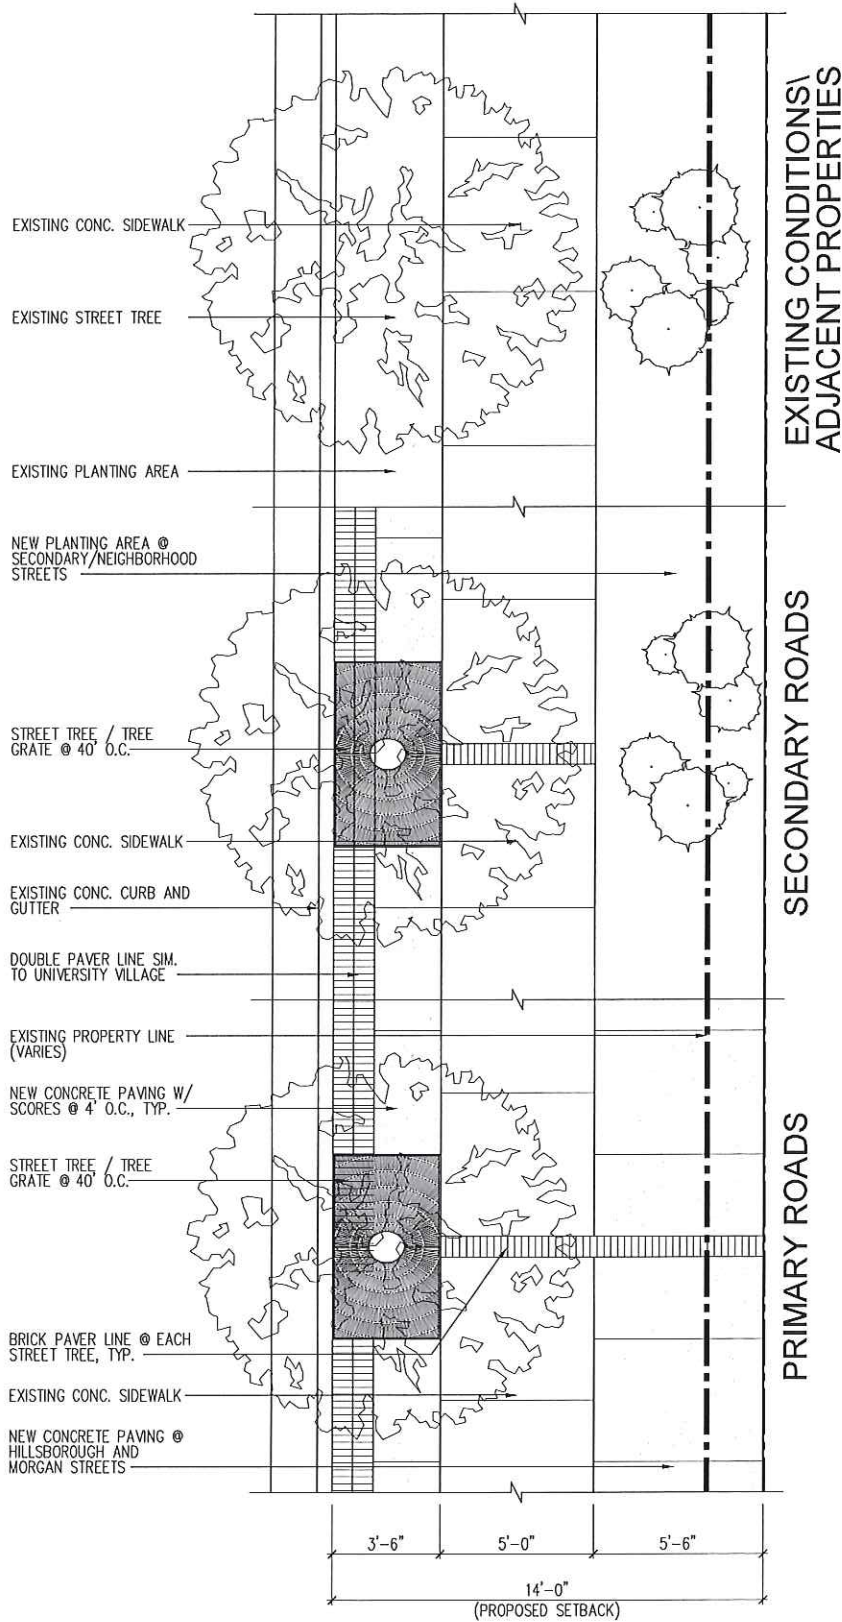 EXISTING CONDITIONS\
ADJACENT PROPERTIES
EXISTING CONC. SIDEWALK
EXISTING STREET TREE
EXISTING PLANTING AREA
SECONDARY ROADS
NEW PLANTING AREA @
SECONDARY/NEIGHBORHOOD
STREETS
STREET TREE / TREE
GRATE @ 40' O.C.
EXISTING CONC. SIDEWALK
EXISTING CONC. CURB AND
GUTTER
DOUBLE PAVER LINE SIM.
TO UNIVERSITY VILLAGE
PRIMARY ROADS
EXISTING PROPERTY LINE
(VARIES)
NEW CONCRETE PAVING W/
SCORES @ 4' O.C., TYP.
STREET TREE / TREE
GRATE @ 40' O.C.
BRICK PAVER LINE @ EACH
STREET TREE, TYP.
EXISTING CONC. SIDEWALK
NEW CONCRETE PAVING @
HILLSBOROUGH AND
MORGAN STREETS
3'-6"
5'-0"
5'-6"
14'-0"
(PROPOSED SETBACK)